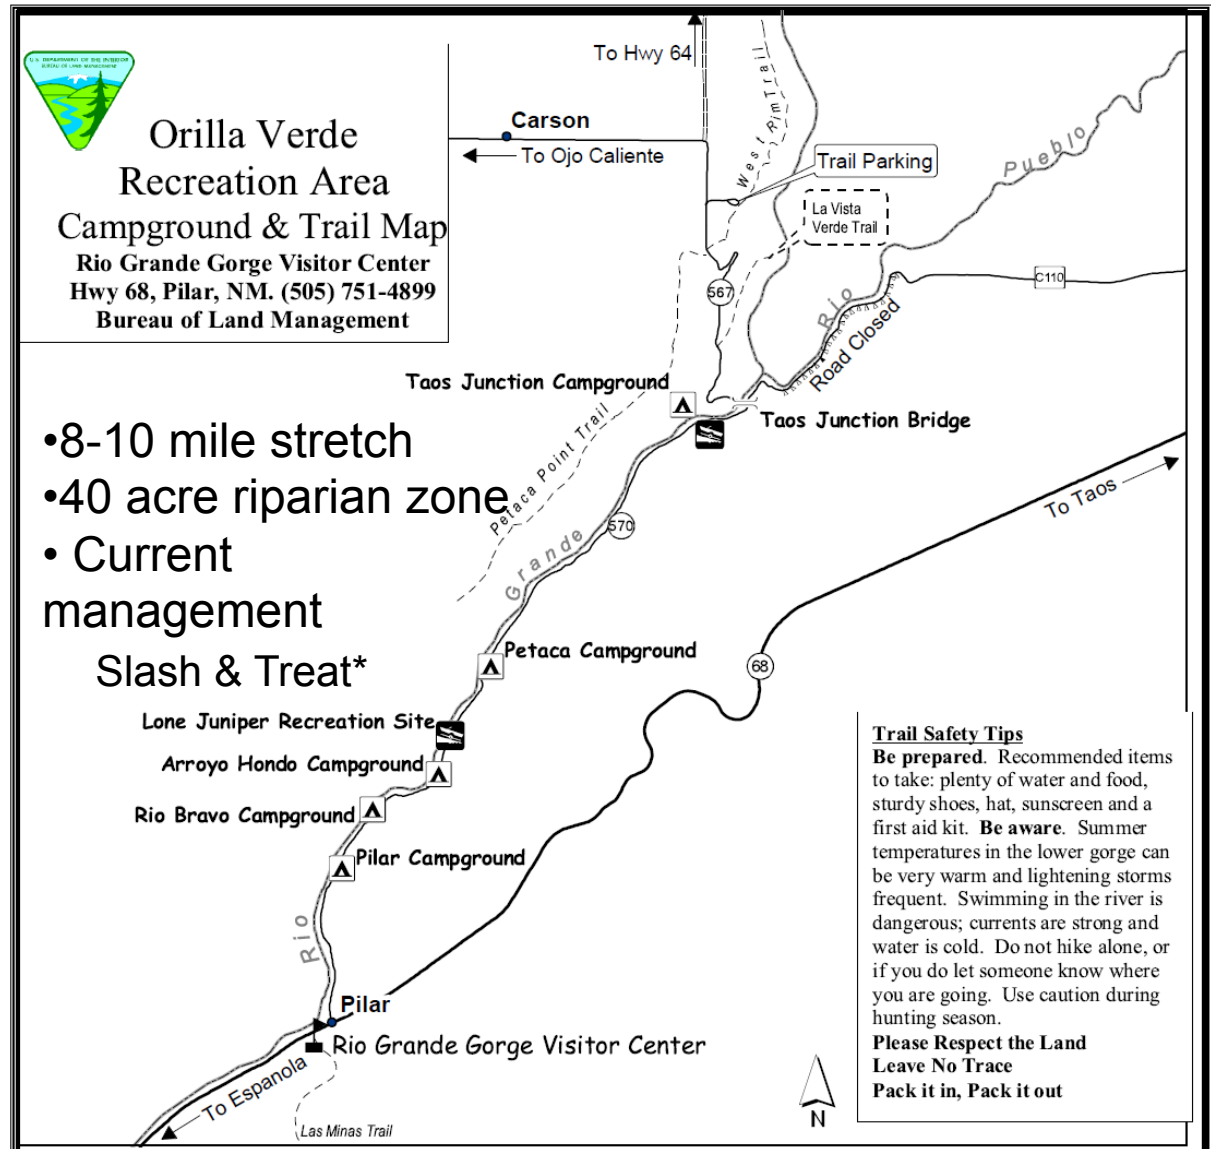 U.S. DEPARTMENT OF THE INTERIOR
BUREAU OF LAND MANAGEMENT
Orilla Verde
Recreation Area
Campground & Trail Map
Rio Grande Gorge Visitor Center
Hwy 68, Pilar, NM. (505) 751-4899
Bureau of Land Management
To Hwy 64
West Rim Trail
Carson
To Ojo Caliente
Trail Parking
Pueblo
La Vista
Verde Trail
567
C110
Rio
Road Closed
Taos Junction Campground
Taos Junction Bridge
•8-10 mile stretch
•40 acre riparian zone
• Current
management
Slash & Treat*
Petaca Point Trail
To Taos
570
Grande
Petaca Campground
68
Lone Juniper Recreation Site
Arroyo Hondo Campground
Rio Bravo Campground
Pilar Campground
Rio
Pilar
Rio Grande Gorge Visitor Center
To Espanola
Las Minas Trail
N
Trail Safety Tips
Be prepared.  Recommended items
to take: plenty of water and food,
sturdy shoes, hat, sunscreen and a
first aid kit.  Be aware.  Summer
temperatures in the lower gorge can
be very warm and lightening storms
frequent.  Swimming in the river is
dangerous; currents are strong and
water is cold.  Do not hike alone, or
if you do let someone know where
you are going.  Use caution during
hunting season.
Please Respect the Land
Leave No Trace
Pack it in, Pack it out